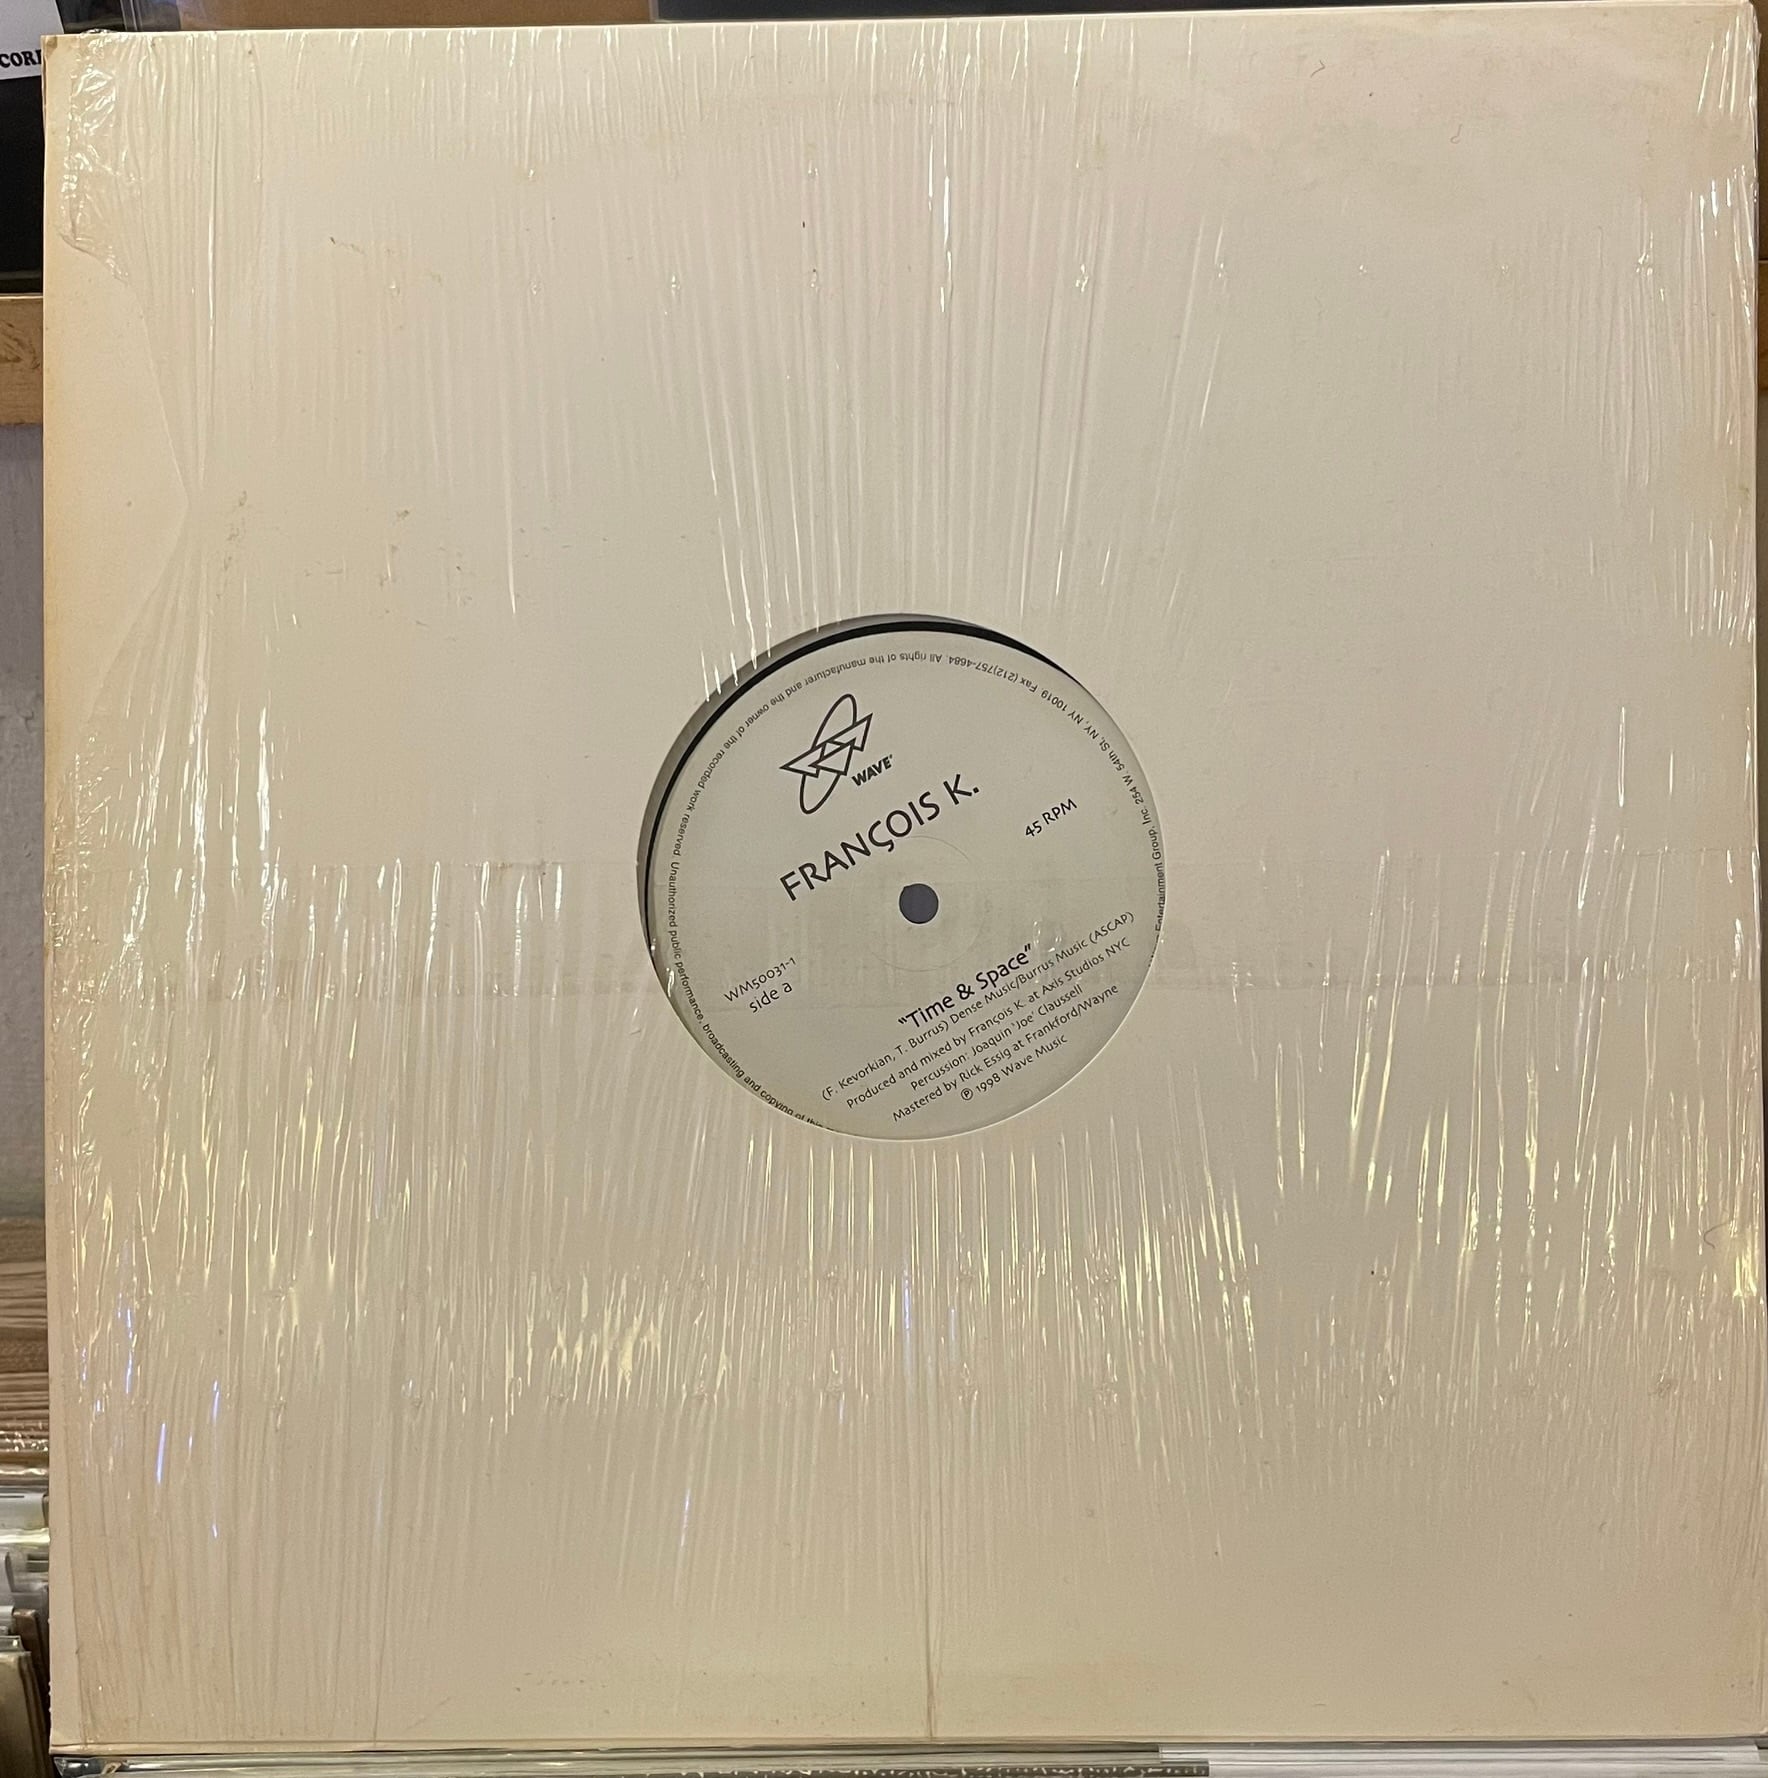 CORD
WAVE
FRANÇOIS K.
45 RPM
WM50031-1
side a
"Time & Space"
(F. Kevorkian, T. Burrus) Dense Music/Burrus Music (ASCAP)
Produced and mixed by François K. at Axis Studios NYC
Percussion: Joaquin 'Joe' Claussell
Mastered by Rick Essig at Frankford/Wayne
℗ 1998 Wave Music
Entertainment Group, Inc. 254 W. 54th St, NY, NY, 10019 Fax (212)757-4684. All rights of the manufacturer and the owner of the recorded work reserved. Unauthorized public performance, broadcasting and copying of this